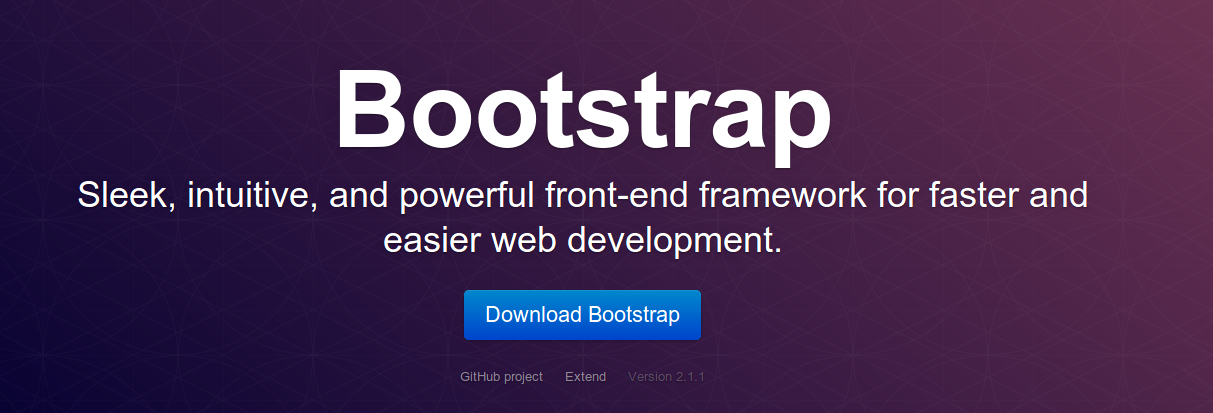 Bootstrap
Sleek, intuitive, and powerful front-end framework for faster and
easier web development.
Download Bootstrap
GitHub project Extend Version 2.1.1